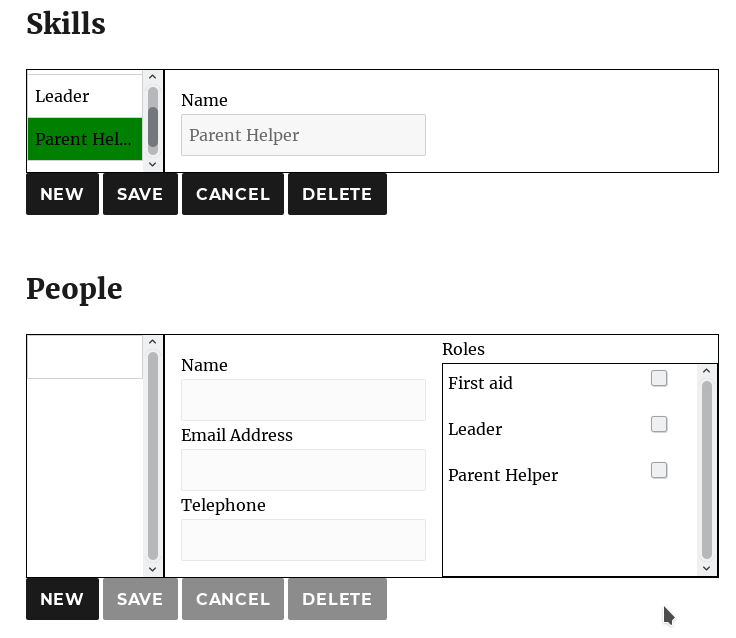 Skills
Leader
Parent Hel...
Name
Parent Helper
NEW SAVE CANCEL DELETE
People
Name
Email Address
Telephone
Roles
First aid
Leader
Parent Helper
NEW SAVE CANCEL DELETE